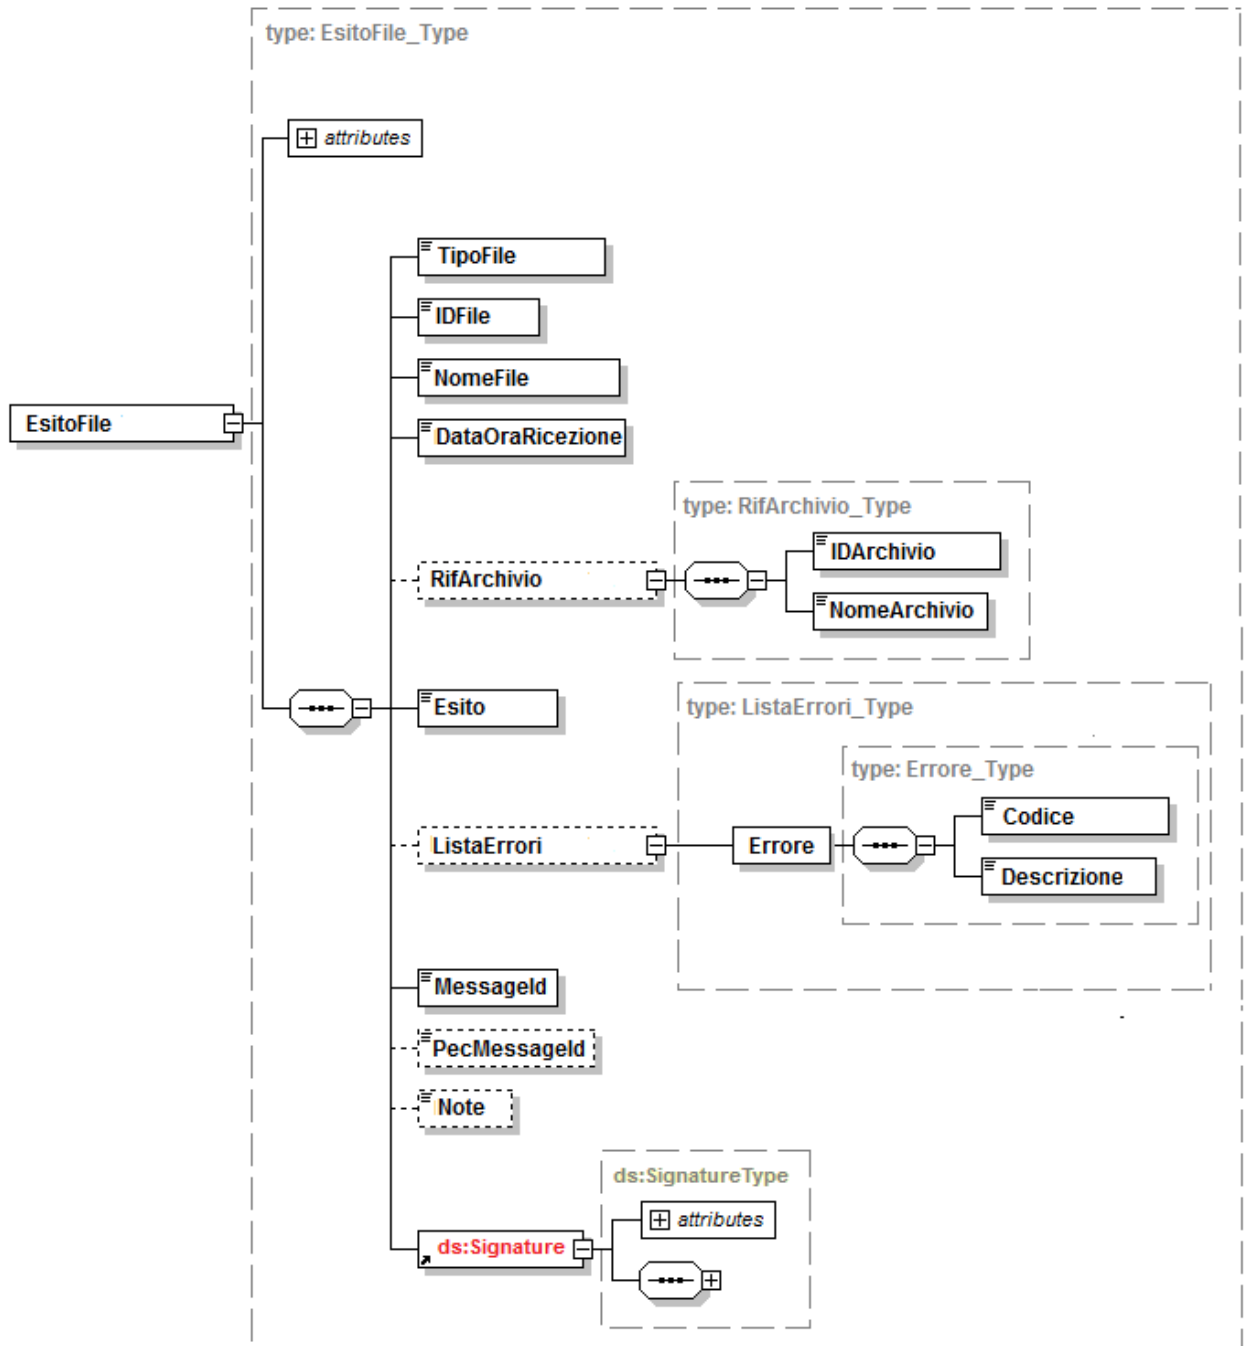 type: EsitoFile_Type
attributes
TipoFile
IDFile
NomeFile
EsitoFile
DataOraRicezione
type: RifArchivio_Type
IDArchivio
RifArchivio
NomeArchivio
Esito
type: ListaErrori_Type
type: Errore_Type
Codice
ListaErrori
Errore
Descrizione
MessageId
PecMessageId
Note
ds:SignatureType
attributes
ds:Signature